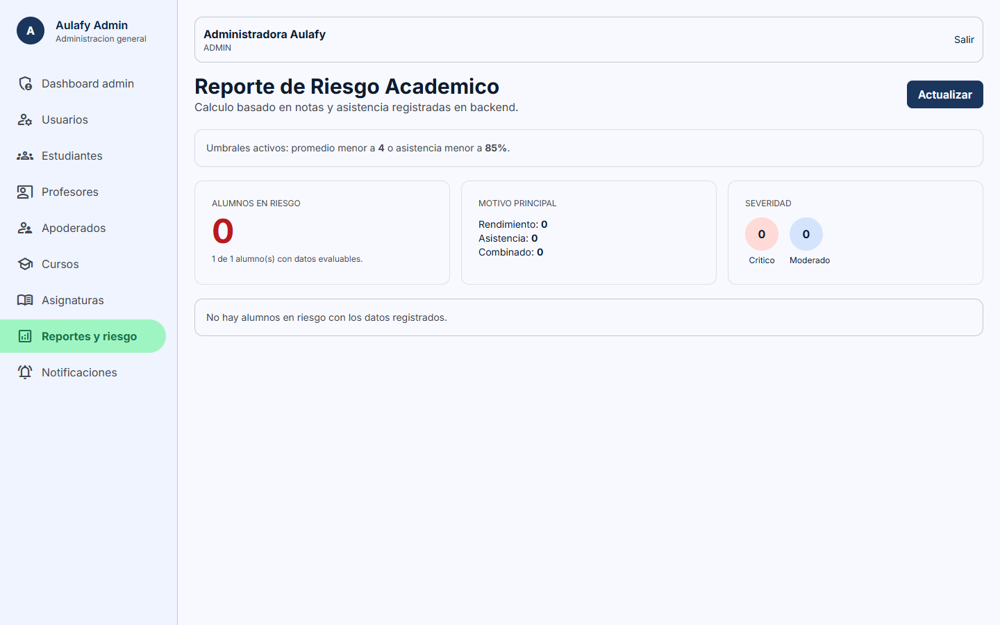 A
Aulafy Admin
Administracion general
Dashboard admin
Usuarios
Estudiantes
Profesores
Apoderados
Cursos
Asignaturas
Reportes y riesgo
Notificaciones
Administradora Aulafy
ADMIN
Salir
Reporte de Riesgo Academico
Calculo basado en notas y asistencia registradas en backend.
Actualizar
Umbrales activos: promedio menor a 4 o asistencia menor a 85%.
ALUMNOS EN RIESGO
0
1 de 1 alumno(s) con datos evaluables.
MOTIVO PRINCIPAL
Rendimiento: 0
Asistencia: 0
Combinado: 0
SEVERIDAD
0 0
Critico Moderado
No hay alumnos en riesgo con los datos registrados.